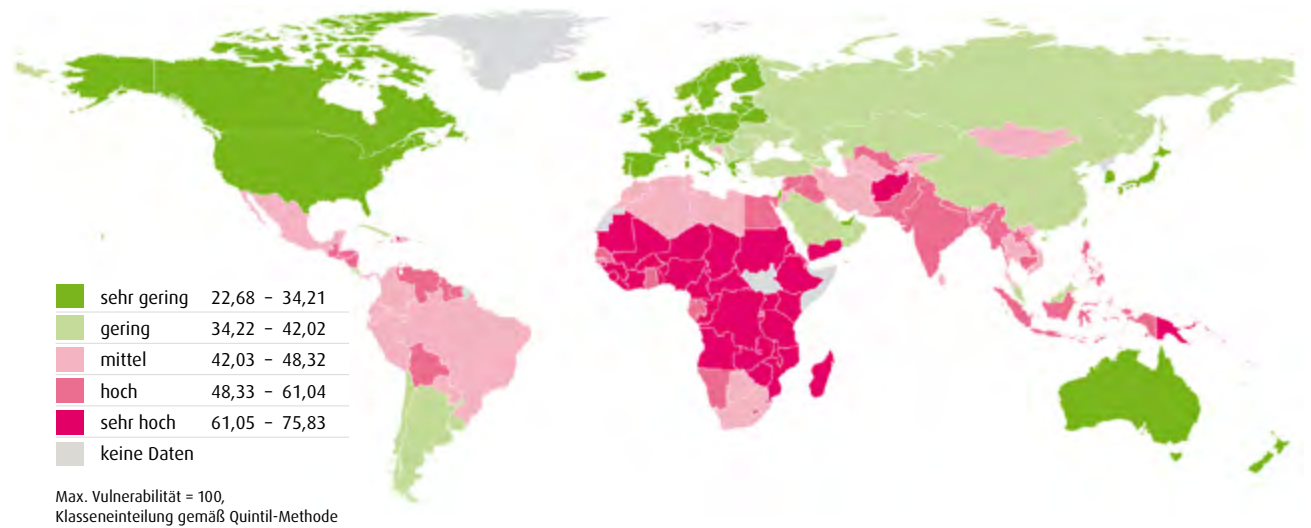 sehr gering 22,68 – 34,21
gering 34,22 – 42,02
mittel 42,03 – 48,32
hoch 48,33 – 61,04
sehr hoch 61,05 – 75,83
keine Daten
Max. Vulnerabilität = 100,
Klasseneinteilung gemäß Quintil-Methode